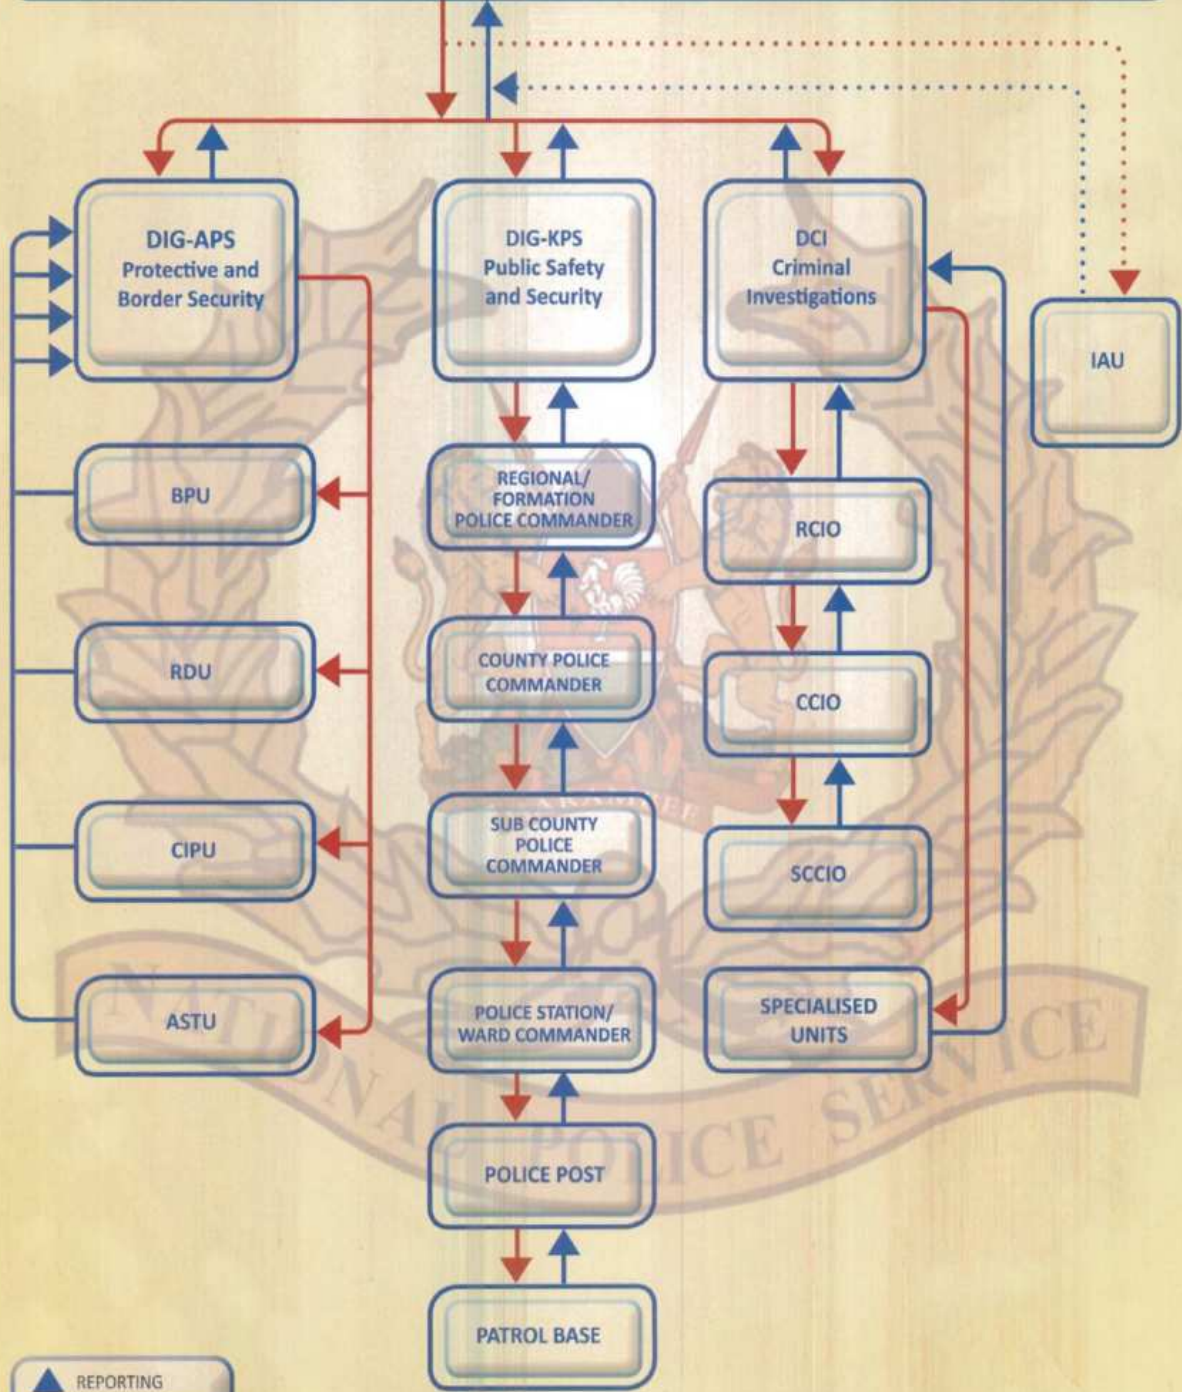 DIG-APS
Protective and
Border Security
DIG-KPS
Public Safety
and Security
DCI
Criminal
Investigations
IAU
BPU
RDU
CIPU
ASTU
REGIONAL/
FORMATION
POLICE COMMANDER
COUNTY POLICE
COMMANDER
SUB COUNTY
POLICE
COMMANDER
POLICE STATION/
WARD COMMANDER
POLICE POST
PATROL BASE
RCIO
CCIO
SCCIO
SPECIALISED
UNITS
HARAMBEE
NATIONAL POLICE SERVICE
REPORTING